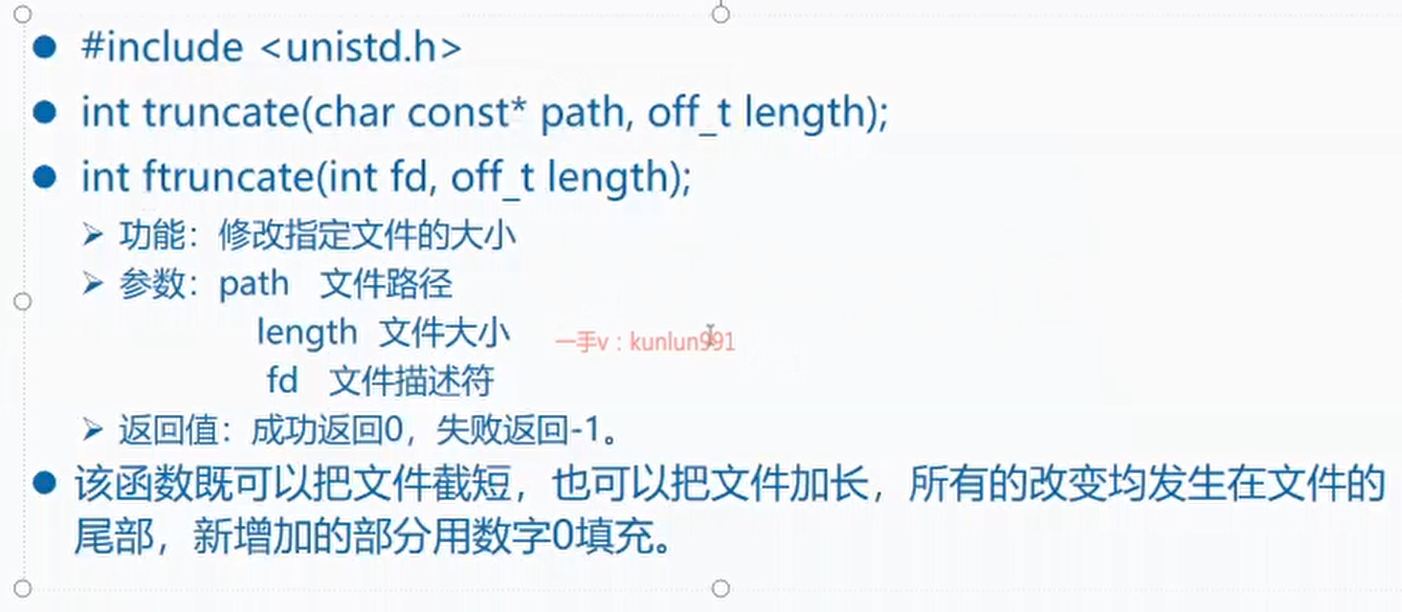 #include <unistd.h>
int truncate(char const* path, off_t length);
int ftruncate(int fd, off_t length);
功能：修改指定文件的大小
参数：path 文件路径
length 文件大小
一手v：kunlun991
fd 文件描述符
返回值：成功返回0，失败返回-1。
该函数既可以把文件截短，也可以把文件加长，所有的改变均发生在文件的
尾部，新增加的部分用数字0填充。